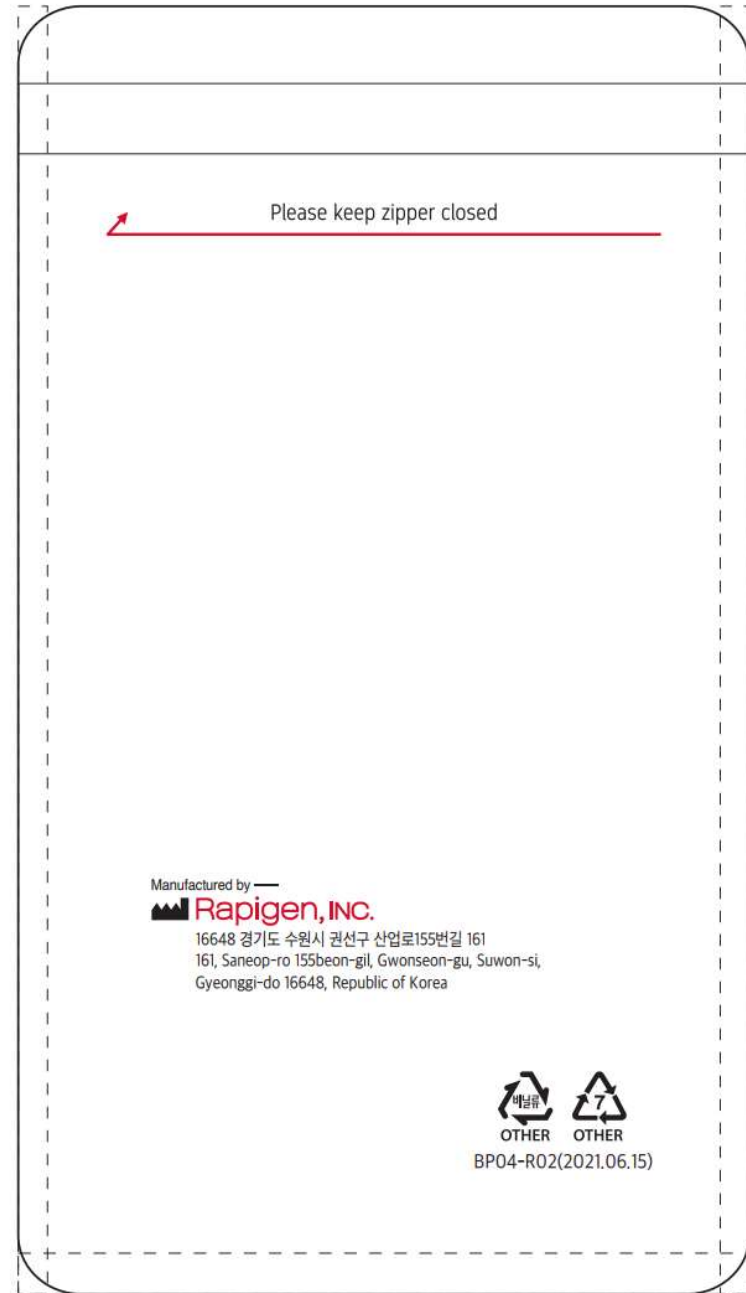 Please keep zipper closed
Manufactured by
Rapigen, INC.
16648 경기도 수원시 권선구 산업로155번길 161
161, Saneop-ro 155beon-gil, Gwonseon-gu, Suwon-si,
Gyeonggi-do 16648, Republic of Korea
비닐류 7
OTHER OTHER
BP04-R02(2021.06.15)